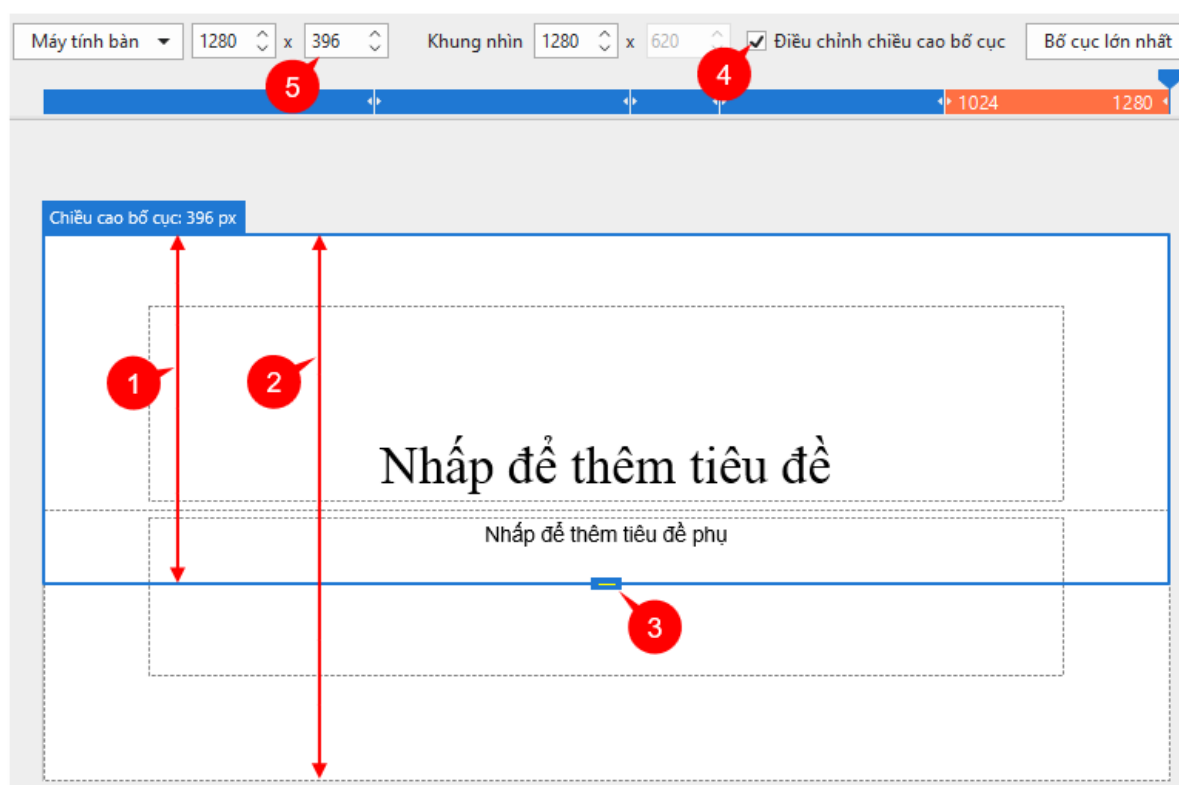 Máy tính bàn 1280 x 396 Khung nhìn 1280 x 620 Điều chỉnh chiều cao bố cục Bố cục lớn nhất
4
5
1024 1280
Chiều cao bố cục: 396 px
1
2
Nhấp để thêm tiêu đề
Nhấp để thêm tiêu đề phụ
3